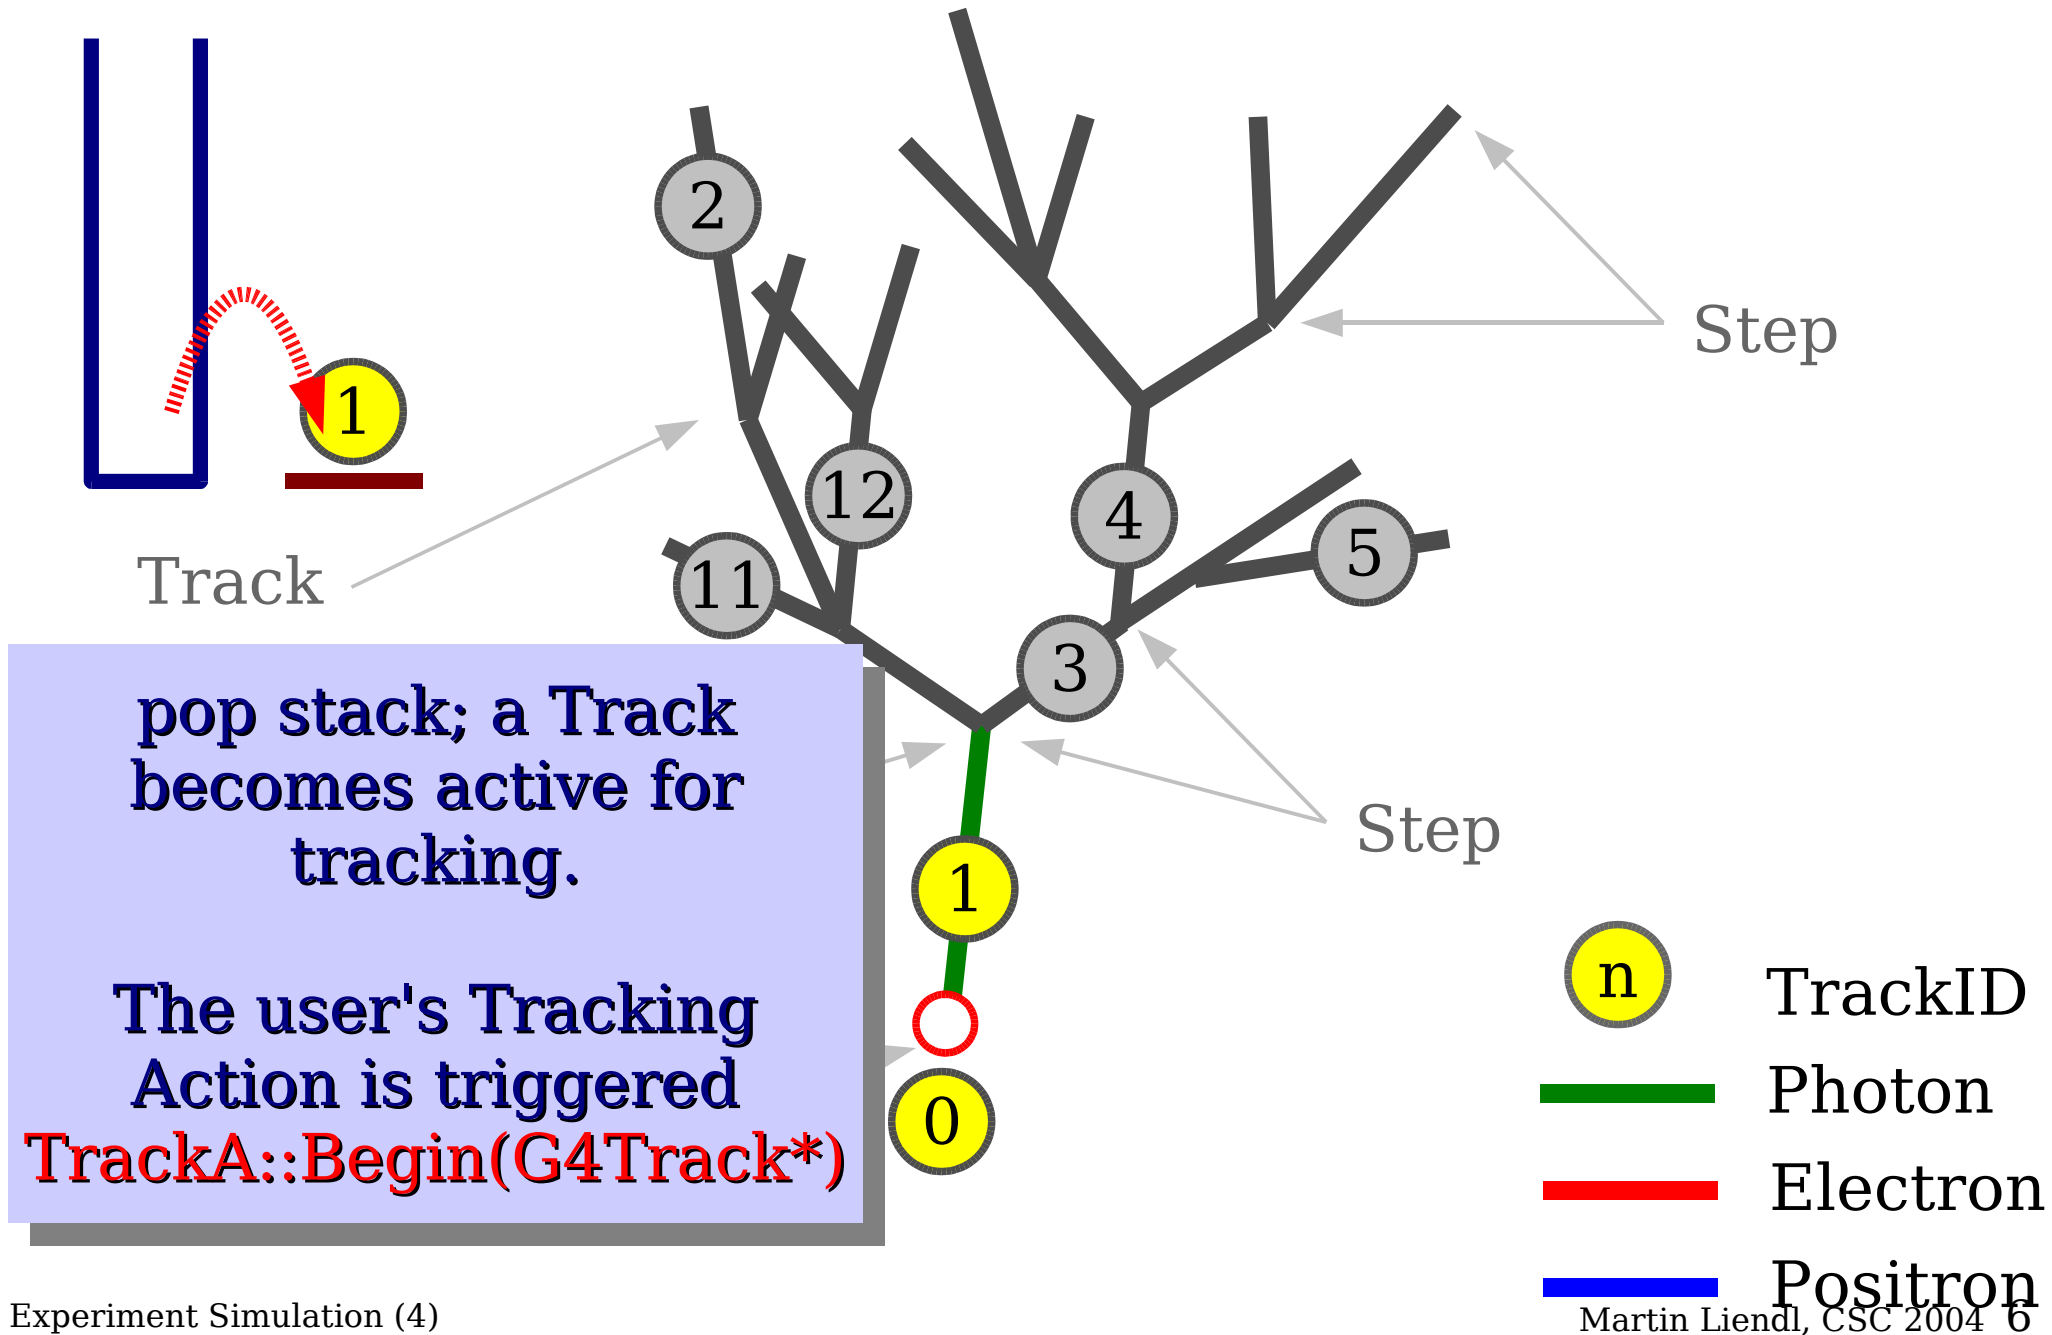 2
1
Step
12
4
5
Track
11
3
pop stack; a Track
becomes active for
tracking.
Step
1
The user's Tracking
Action is triggered
TrackA::Begin(G4Track*)
0
n TrackID
Photon
Electron
Positron
Experiment Simulation (4)
Martin Liendl, CSC 2004 6